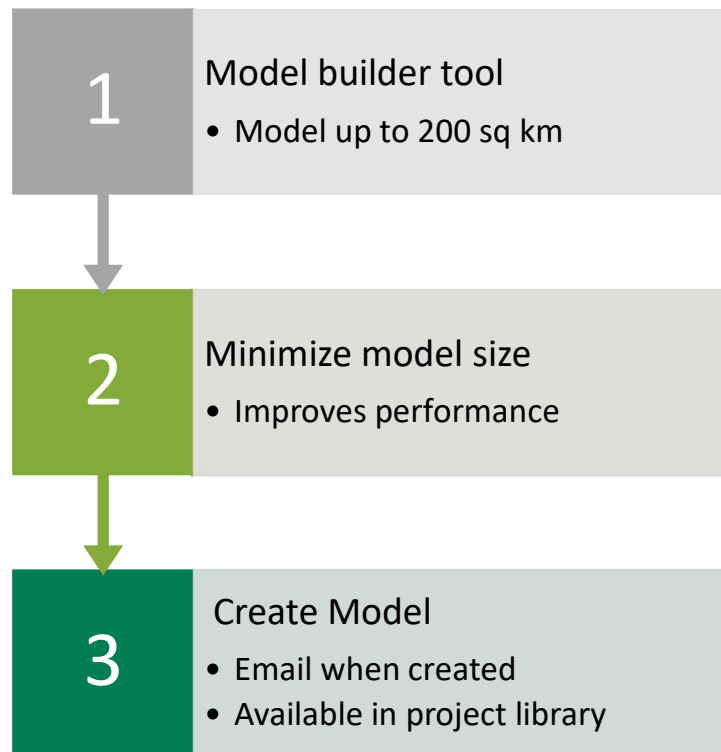 1
Model builder tool
• Model up to 200 sq km
2
Minimize model size
• Improves performance
3
Create Model
• Email when created
• Available in project library